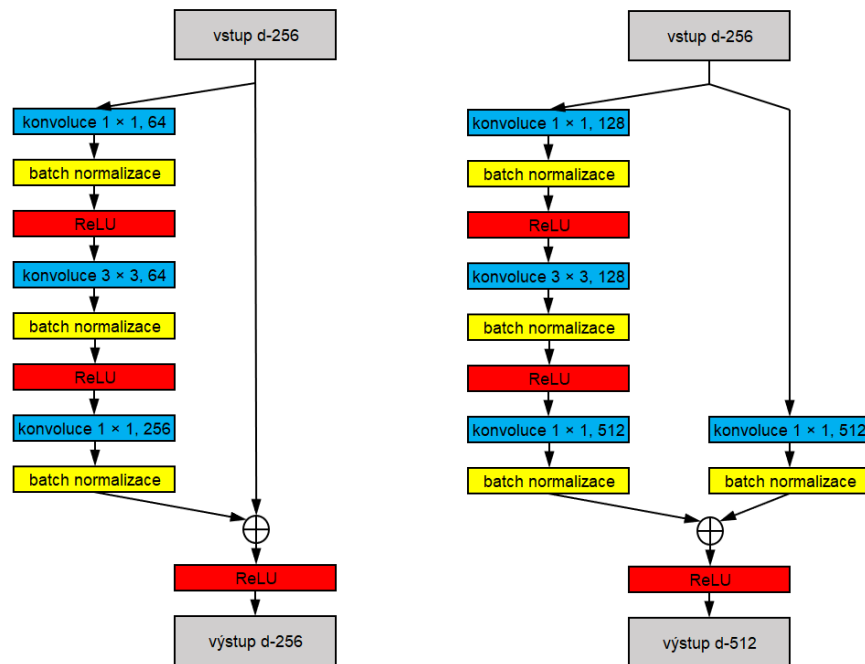 vstup d-256
konvoluce 1 × 1, 64
batch normalizace
ReLU
konvoluce 3 × 3, 64
batch normalizace
ReLU
konvoluce 1 × 1, 256
batch normalizace
ReLU
výstup d-256
vstup d-256
konvoluce 1 × 1, 128
batch normalizace
ReLU
konvoluce 3 × 3, 128
batch normalizace
ReLU
konvoluce 1 × 1, 512
batch normalizace
konvoluce 1 × 1, 512
batch normalizace
ReLU
výstup d-512